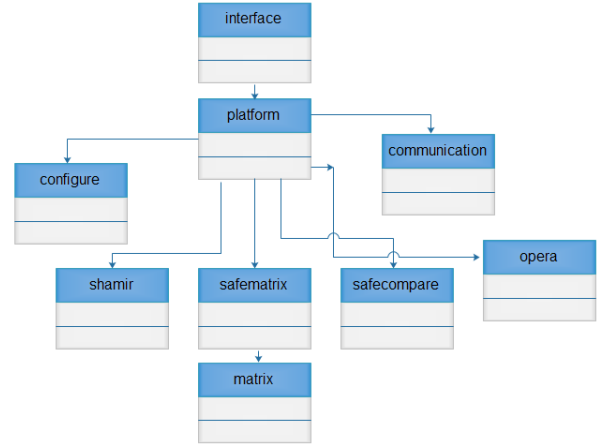 interface
platform
communication
configure
opera
shamir
safematrix
safecompare
matrix